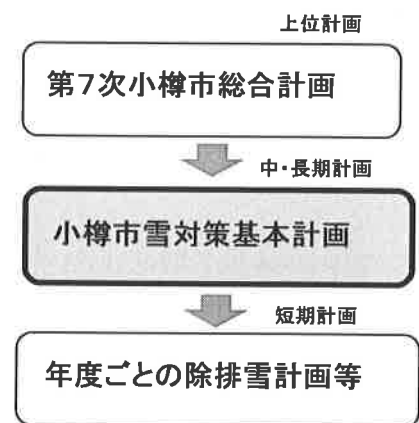 上位計画
第7次小樽市総合計画
中・長期計画
小樽市雪対策基本計画
短期計画
年度ごとの除排雪計画等